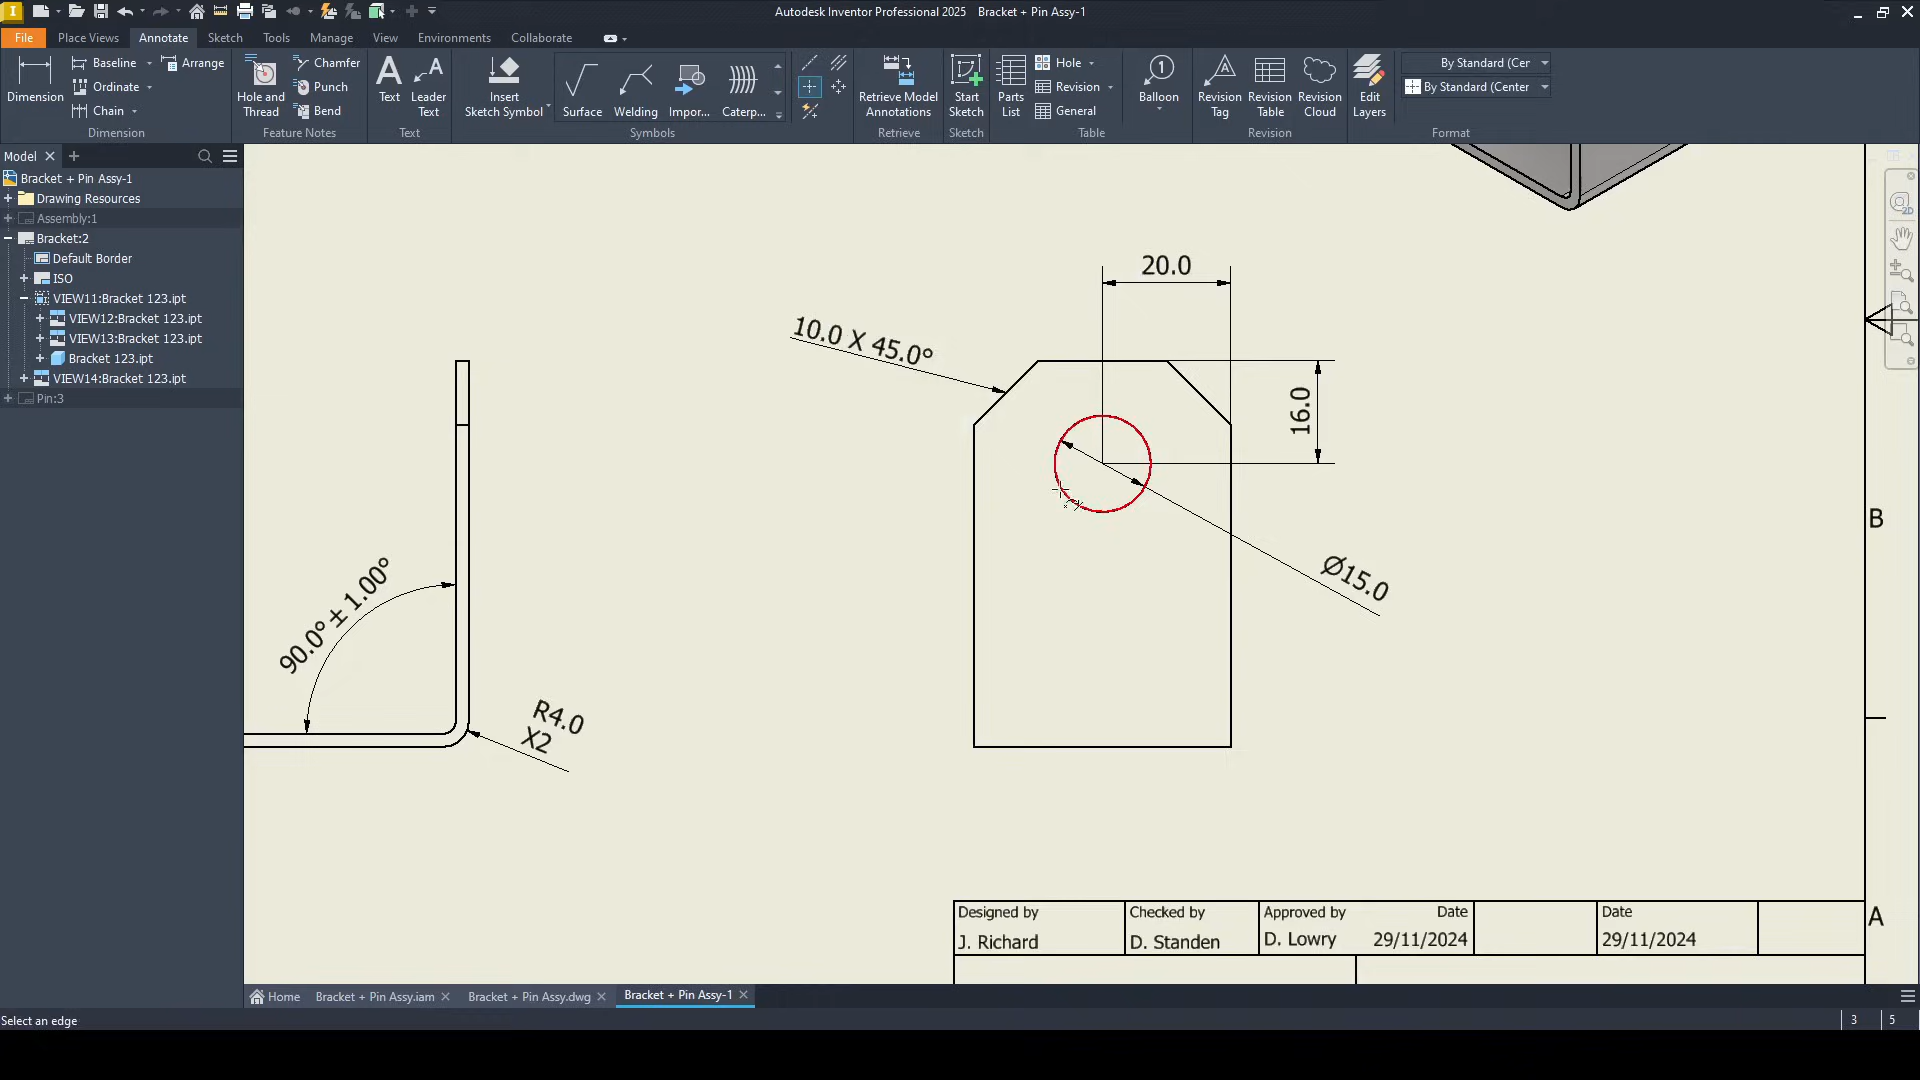 Autodesk Inventor Professional 2025 Bracket + Pin Assy-1
File Place Views Annotate Sketch Tools Manage View Environments Collaborate
Dimension
Baseline
Ordinate
Chain
Arrange
Dimension
Hole and Thread
Chamfer
Punch
Bend
Feature Notes
Text
Leader Text
Text
Insert Sketch Symbol
Surface
Welding
Impor...
Caterp...
Symbols
Retrieve Model Annotations
Retrieve
Start Sketch
Sketch
Parts List
Hole
Revision
General
Table
1
Balloon
Revision Tag
Revision Table
Revision Cloud
Revision
Edit Layers
By Standard (Cer
By Standard (Center
Format
Model
Bracket + Pin Assy-1
Drawing Resources
Assembly:1
Bracket:2
Default Border
ISO
VIEW11:Bracket 123.ipt
VIEW12:Bracket 123.ipt
VIEW13:Bracket 123.ipt
Bracket 123.ipt
VIEW14:Bracket 123.ipt
Pin:3
20.0
10.0 X 45.0°
16.0
Ø15.0
90.0°± 1.00°
R4.0
X2
2D
B
A
Designed by
J. Richard
Checked by
D. Standen
Approved by
D. Lowry
Date
29/11/2024
Date
29/11/2024
Home
Bracket + Pin Assy.iam
Bracket + Pin Assy.dwg
Bracket + Pin Assy-1
Select an edge
3 5